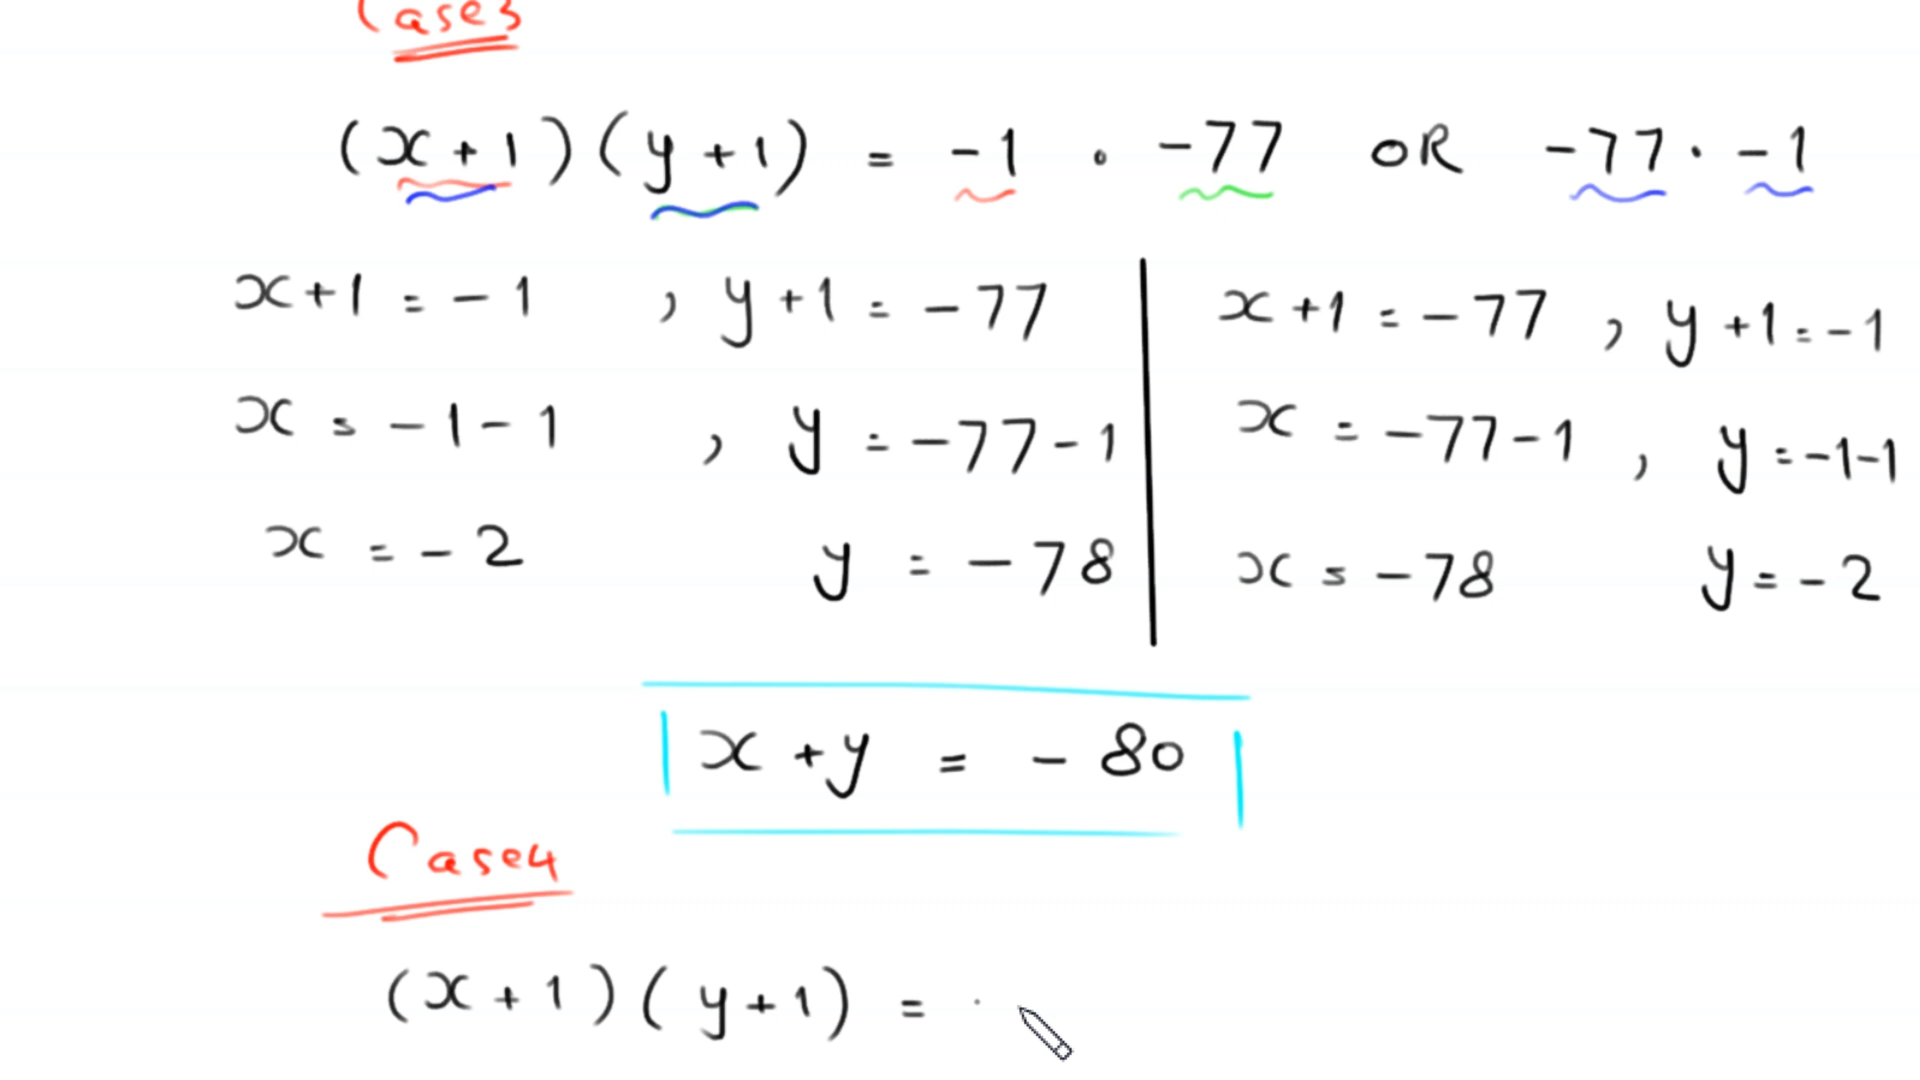 Case3
(x+1)(y+1) = -1 · -77 OR -77 · -1
x+1 = -1 , y+1 = -77 x+1 = -77 , y+1 = -1
x = -1-1 , y = -77-1 x = -77-1 , y = -1-1
x = -2 y = -78 x = -78 y = -2
x+y = -80
Case4
(x+1)(y+1) =